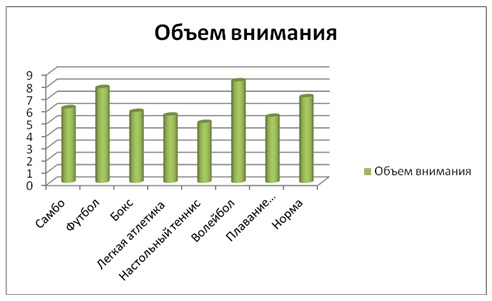 Объем внимания
9
8
7
6
5
4
3
2
1
0
Самбо
Футбол
Бокс
Легкая атлетика
Настольный теннис
Волейбол
Плавание...
Норма
Объем внимания